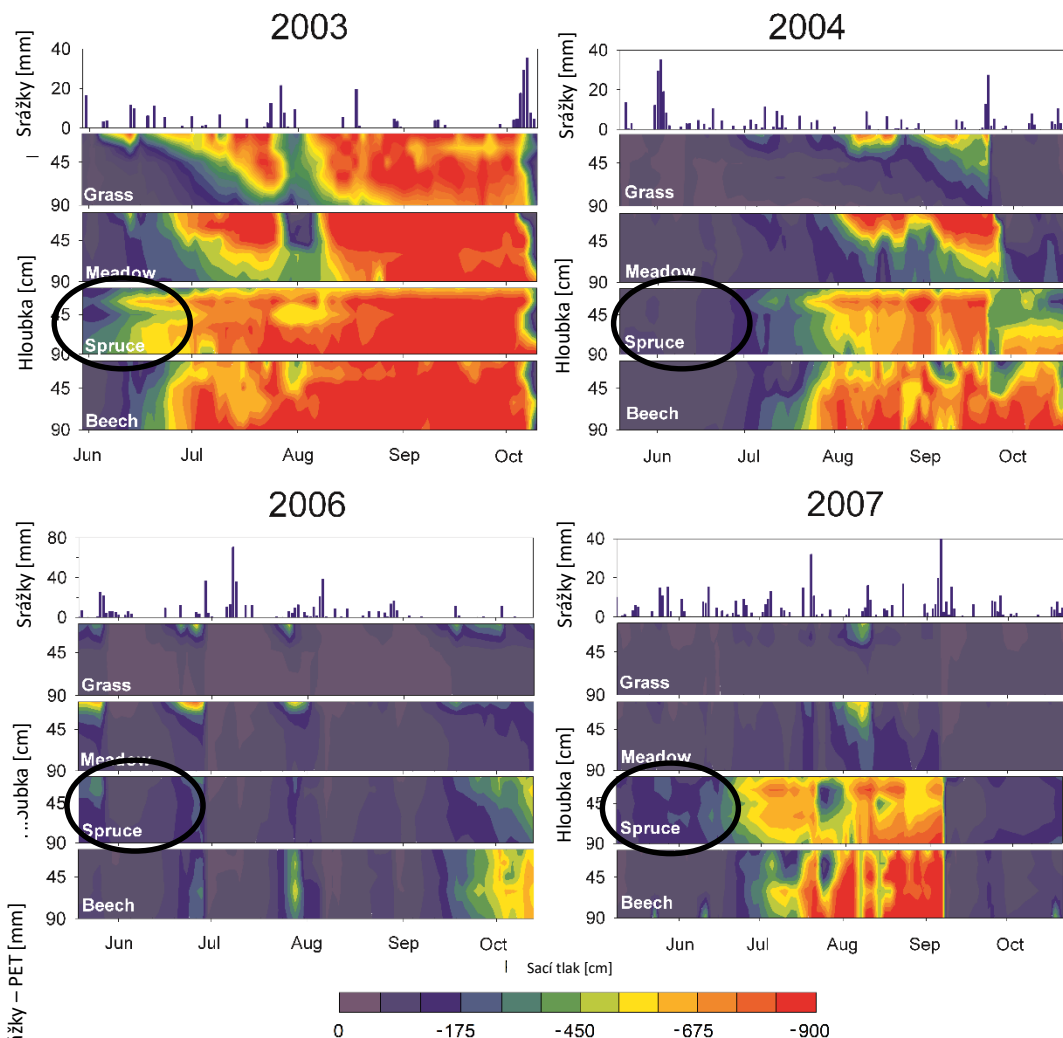 2003
Srážky [mm]
40
20
0
45
90
Grass
45
90
Meadow
Hloubka [cm]
45
90
Spruce
45
90
Beech
Jun Jul Aug Sep Oct
2004
Srážky [mm]
40
20
0
45
90
Grass
45
90
Meadow
Hloubka [cm]
45
90
Spruce
45
90
Beech
Jun Jul Aug Sep Oct
2006
Srážky [mm]
80
40
0
45
90
Grass
45
90
Meadow
oubka [cm]
45
90
Spruce
45
90
Beech
Jun Jul Aug Sep Oct
2007
Srážky [mm]
40
20
0
45
90
Grass
45
90
Meadow
Hloubka [cm]
45
90
Spruce
45
90
Beech
Jun Jul Aug Sep Oct
ážky – PET [mm]
Sací tlak [cm]
0 -175 -450 -675 -900